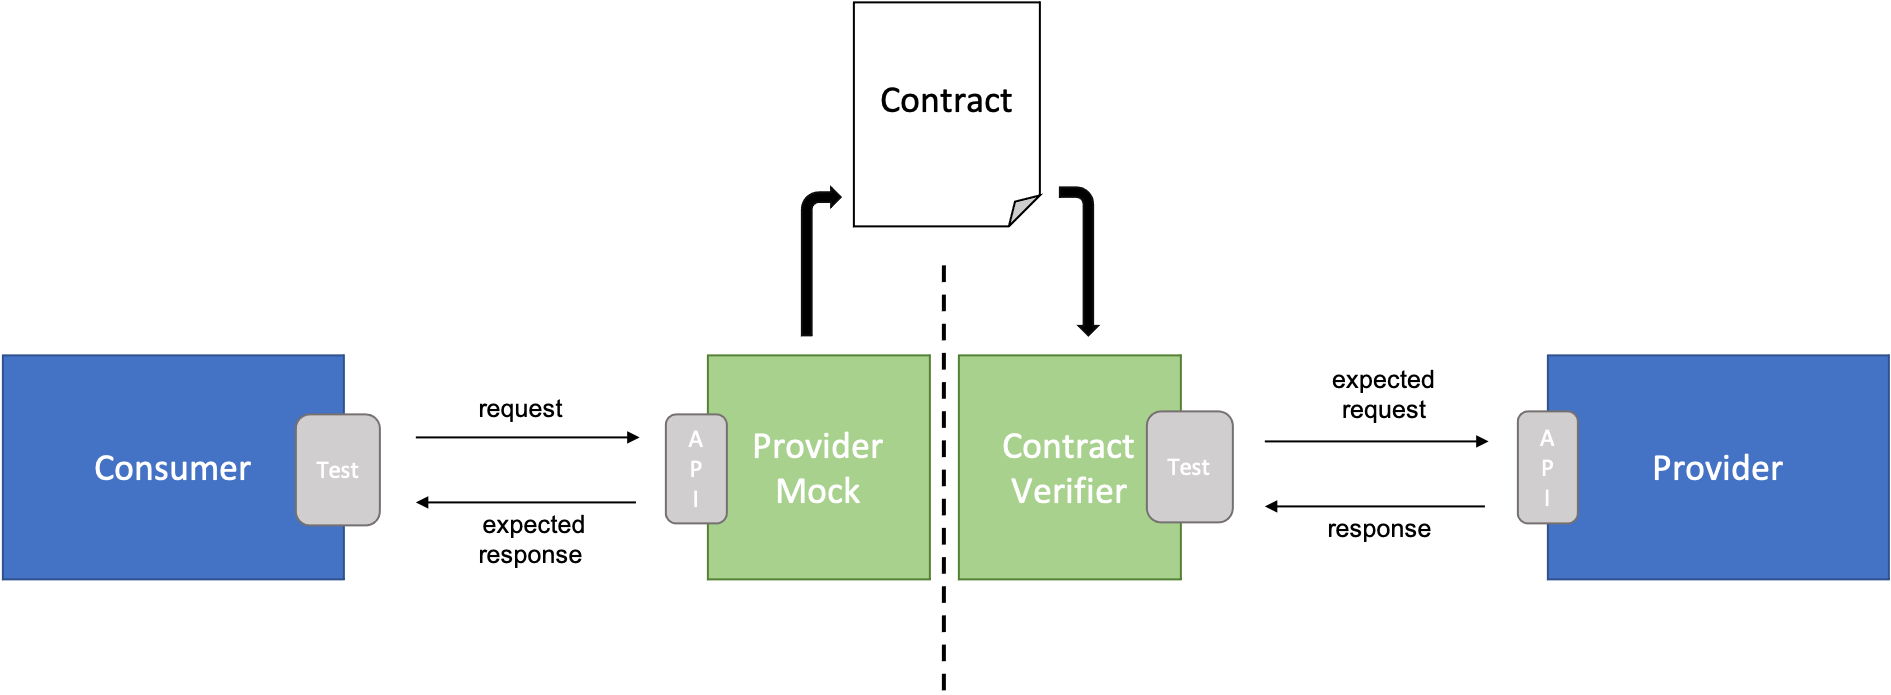 Contract
Consumer
Test
request
expected
response
A
P
I
Provider
Mock
Contract
Verifier
Test
expected
request
response
A
P
I
Provider